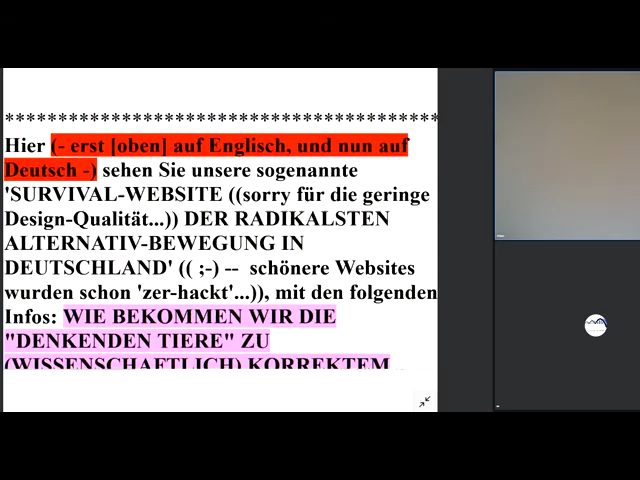 ****************************************
Hier (- erst [oben] auf Englisch, und nun auf
Deutsch -) sehen Sie unsere sogenannte
'SURVIVAL-WEBSITE ((sorry für die geringe
Design-Qualität...)) DER RADIKALSTEN
ALTERNATIV-BEWEGUNG IN
DEUTSCHLAND' (( ;-) -- schönere Websites
wurden schon 'zer-hackt'...)), mit den folgenden
Infos: WIE BEKOMMEN WIR DIE
"DENKENDEN TIERE" ZU
(WISSENSCHAFTLICH) KORREKTEM